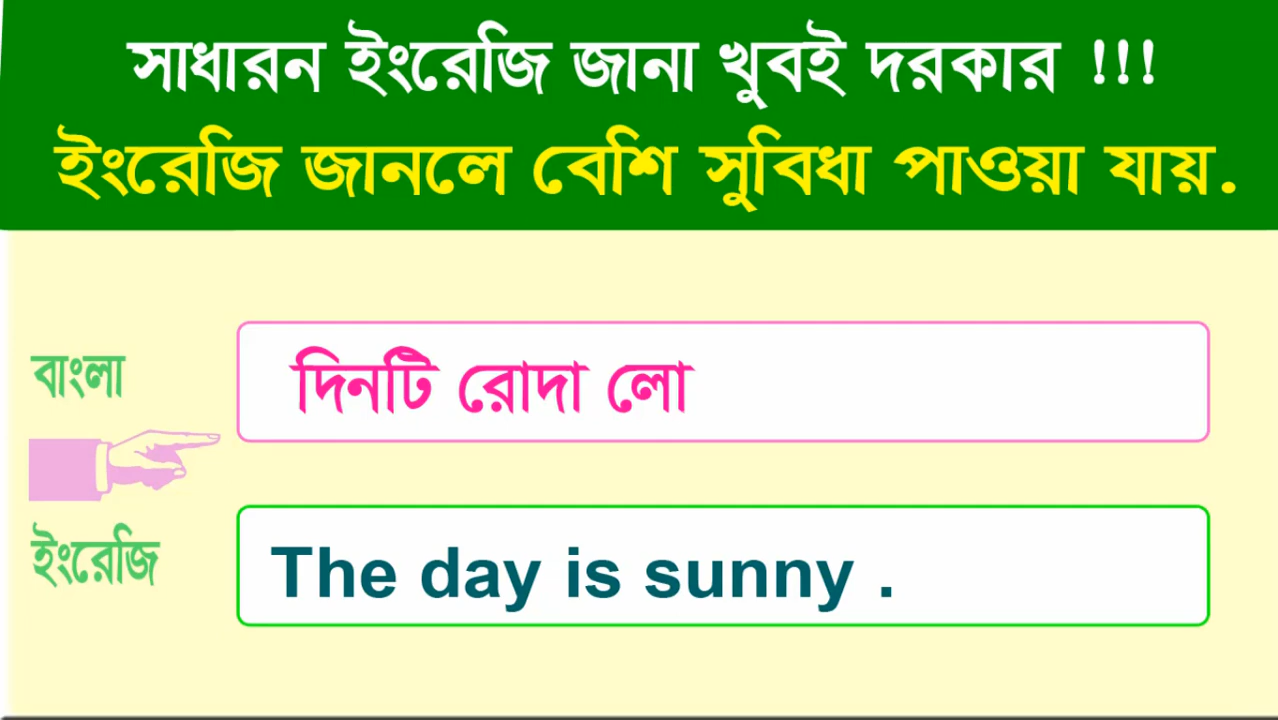 সাধারন ইংরেজি জানা খুবই দরকার !!!
ইংরেজি জানলে বেশি সুবিধা পাওয়া যায়.
বাংলা
দিনটি রোদা লো
ইংরেজি
The day is sunny .